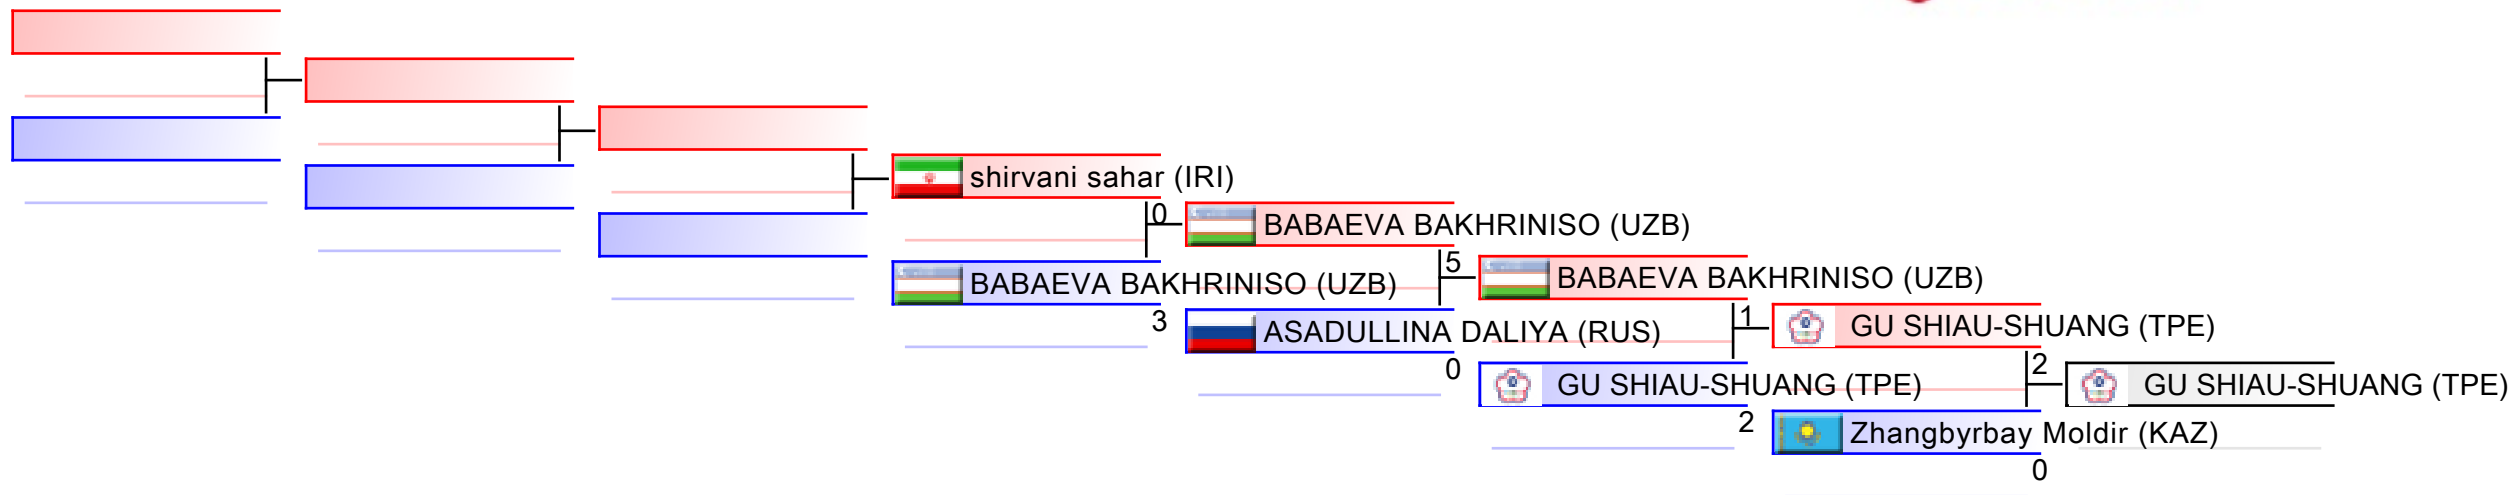 shirvani sahar (IRI)
0
BABAEVA BAKHRINISO (UZB)
BABAEVA BAKHRINISO (UZB)
3
5
BABAEVA BAKHRINISO (UZB)
ASADULLINA DALIYA (RUS)
0
1
GU SHIAU-SHUANG (TPE)
GU SHIAU-SHUANG (TPE)
2
2
GU SHIAU-SHUANG (TPE)
Zhangbyrbay Moldir (KAZ)
0